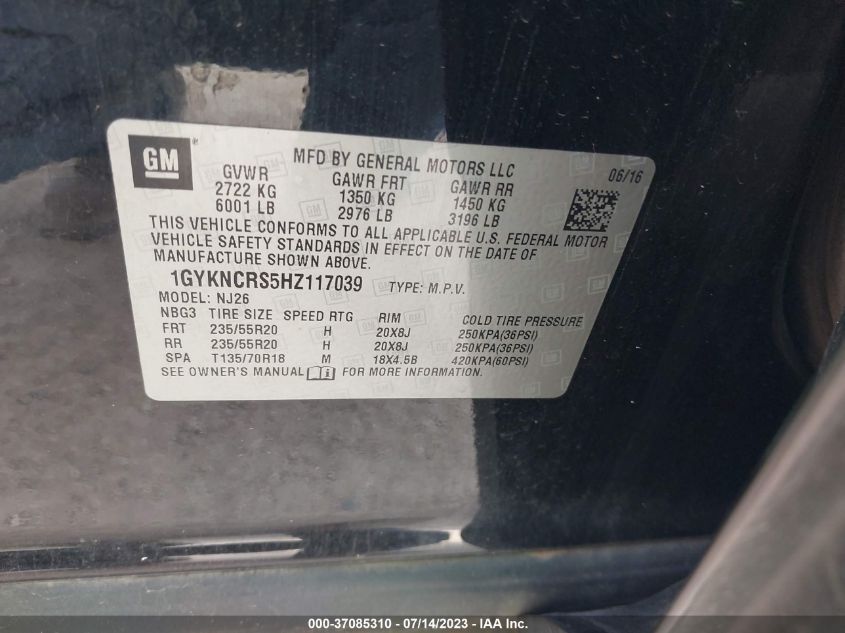 GM
MFD BY GENERAL MOTORS LLC
06/16
GVWR GAWR FRT GAWR RR
2722 KG 1350 KG 1450 KG
6001 LB 2976 LB 3196 LB
THIS VEHICLE CONFORMS TO ALL APPLICABLE U.S. FEDERAL MOTOR
VEHICLE SAFETY STANDARDS IN EFFECT ON THE DATE OF
MANUFACTURE SHOWN ABOVE.
1GYKNCRS5HZ117039 TYPE: M.P.V.
MODEL: NJ26
NBG3 TIRE SIZE SPEED RTG RIM COLD TIRE PRESSURE
FRT 235/55R20 H 20X8J 250KPA(36PSI)
RR 235/55R20 H 20X8J 250KPA(36PSI)
SPA T135/70R18 M 18X4.5B 420KPA(60PSI)
SEE OWNER'S MANUAL FOR MORE INFORMATION.
000-37085310 - 07/14/2023 - IAAI.com